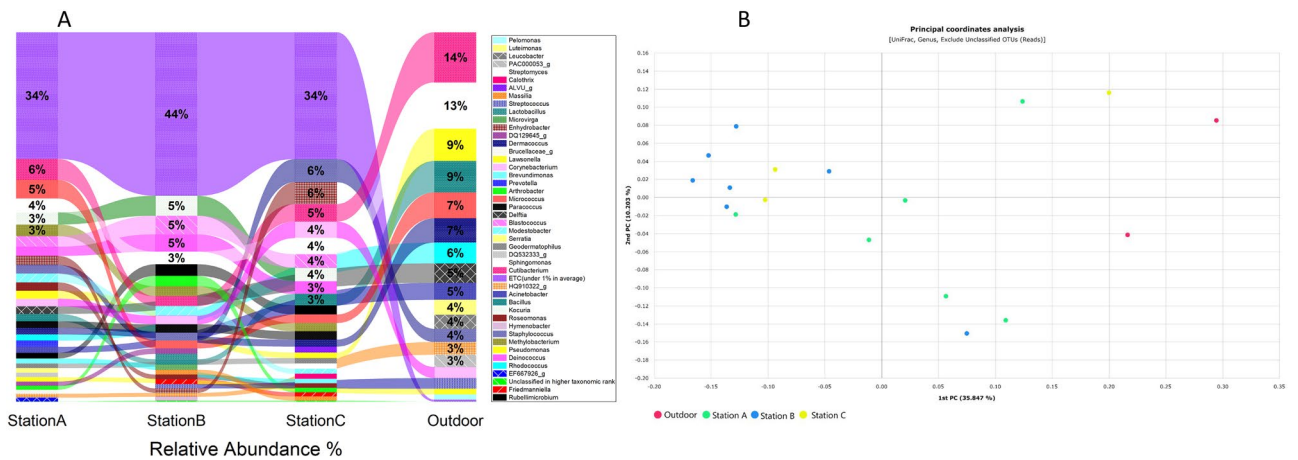 A
34%
6%
5%
4%
3%
3%
44%
5%
5%
5%
3%
34%
6%
6%
5%
4%
4%
4%
4%
3%
3%
14%
13%
9%
9%
7%
7%
6%
5%
5%
4%
4%
4%
3%
3%
StationA StationB StationC Outdoor
Relative Abundance %
Pelomonas
Luteimonas
Leucobacter
PAC000053_g
Streptomyces
Calothrix
ALVU_g
Massilia
Streptococcus
Lactobacillus
Microvirga
Enhydrobacter
DQ129645_g
Dermacoccus
Brucellaceae_g
Lawsonella
Corynebacterium
Brevundimonas
Prevotella
Arthrobacter
Micrococcus
Paracoccus
Delftia
Blastococcus
Modestobacter
Serratia
Geodermatophilus
DQ532333_g
Sphingomonas
Cutibacterium
ETC(under 1% in average)
HQ910322_g
Acinetobacter
Bacillus
Kocuria
Roseomonas
Hymenobacter
Staphylococcus
Methylobacterium
Pseudomonas
Deinococcus
Rhodococcus
EF667926_g
Unclassified in higher taxonomic rank
Friedmanniella
Rubellimicrobium
B
Principal coordinates analysis
[UniFrac, Genus, Exclude Unclassified OTUs (Reads)]
2nd PC (10.203 %)
0.16
0.14
0.12
0.10
0.08
0.06
0.04
0.02
0.00
-0.02
-0.04
-0.06
-0.08
-0.10
-0.12
-0.14
-0.16
-0.18
-0.20
-0.20 -0.15 -0.10 -0.05 0.00 0.05 0.10 0.15 0.20 0.25 0.30 0.35
1st PC (35.847 %)
Outdoor Station A Station B Station C